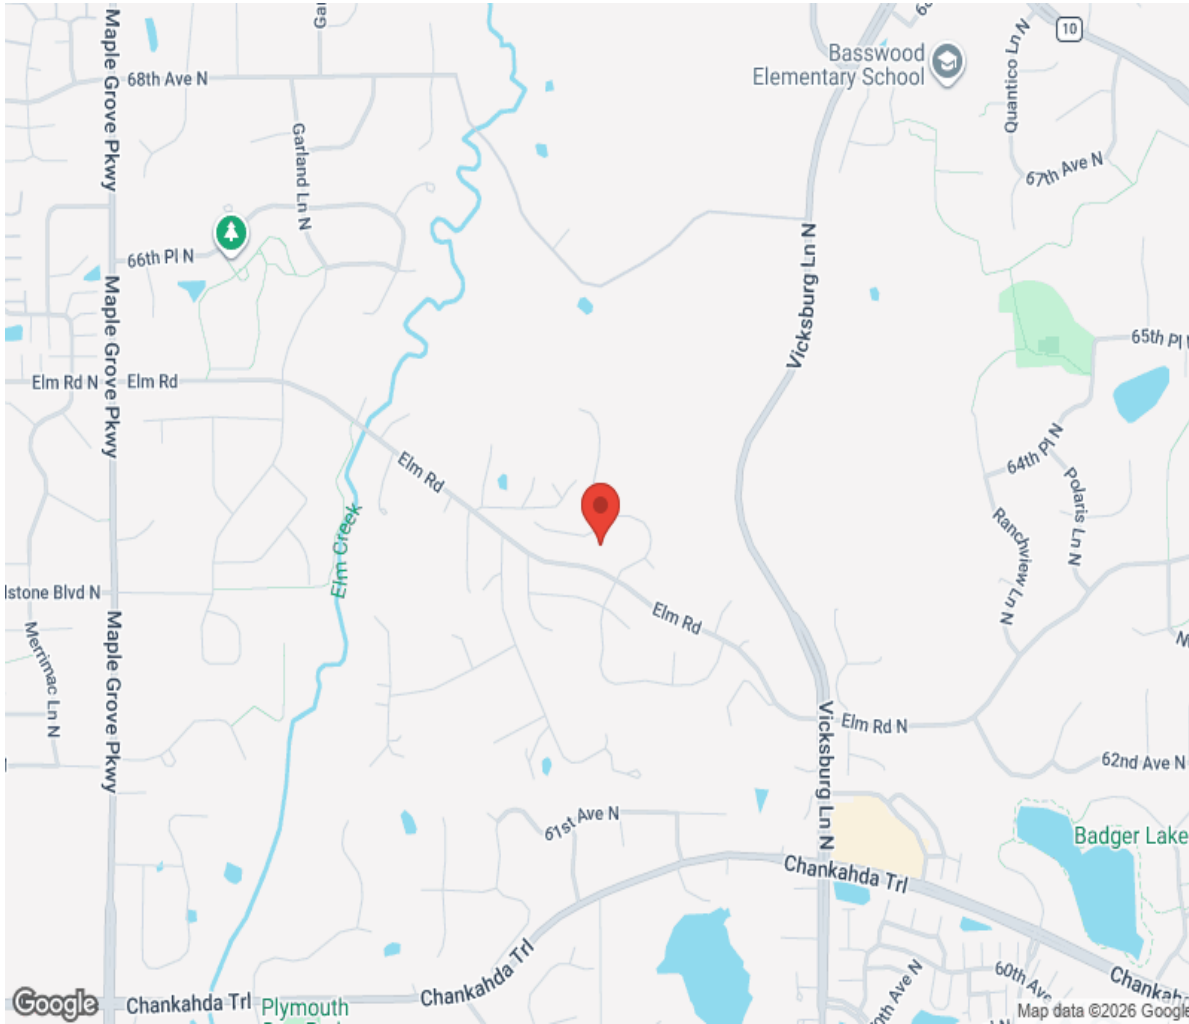 Maple Grove Pkwy
68th Ave N
Garland Ln N
Basswood
Elementary School
10
Quantico Ln N
67th Ave N
66th Pl N
Vicksburg Ln N
Vicksburg Ln N
Maple Grove Pkwy
65th Pl
Elm Rd N
Elm Rd
Elm Rd
64th Pl N
Polaris Ln N
Ranchview Ln N
Elm Creek
lstone Blvd N
Merrimac Ln N
Maple Grove Pkwy
Elm Rd
Elm Rd N
Vicksburg Ln N
62nd Ave N
61st Ave N
Badger Lake
Chankahda Trl
Chankahda Trl
60th Ave
Chankahda Trl
Plymouth
Google
Map data ©2026 Google